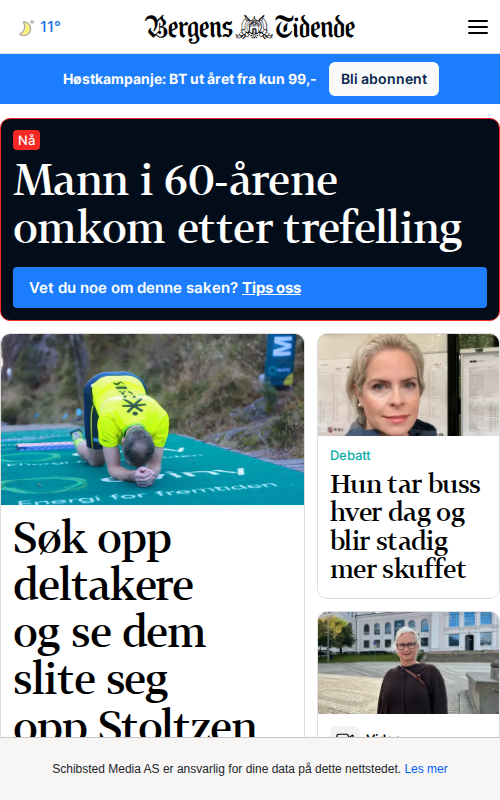 11°
Bergens Tidende
Høstkampanje: BT ut året fra kun 99,-
Bli abonnent
Nå
Mann i 60-årene
omkom etter trefelling
Vet du noe om denne saken? Tips oss
Energi for fremtiden
Søk opp
deltakere
og se dem
slite seg
opp Stoltzen
Debatt
Hun tar buss
hver dag og
blir stadig
mer skuffet
Schibsted Media AS er ansvarlig for dine data på dette nettstedet. Les mer